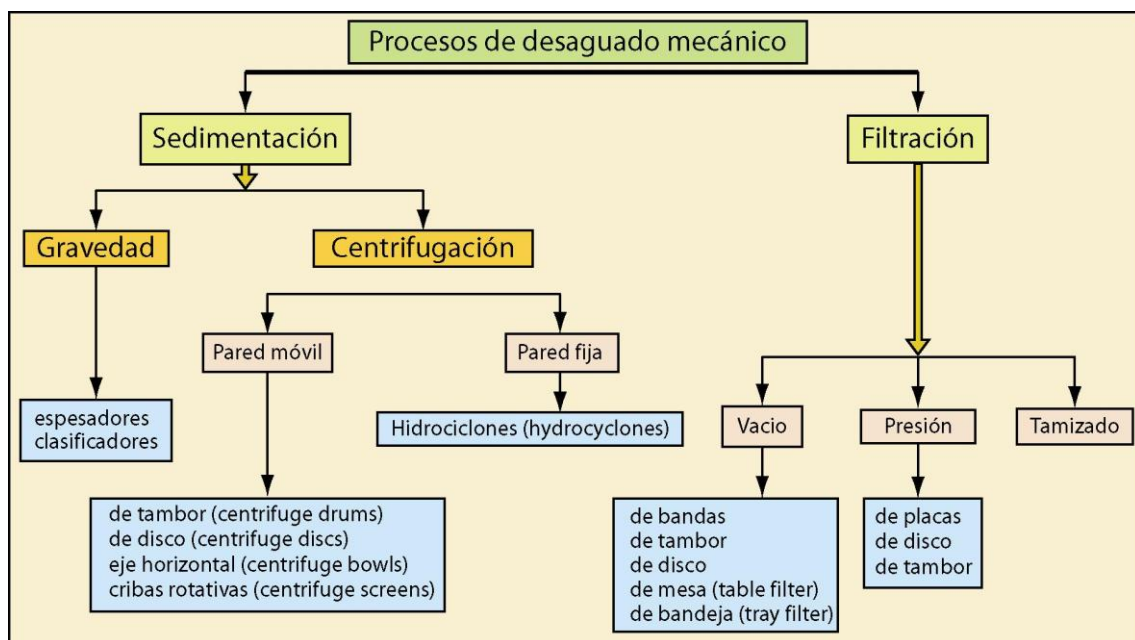 Procesos de desaguado mecánico
Sedimentación
Filtración
Gravedad
Centrifugación
Pared móvil
Pared fija
espesadores
clasificadores
Hidrociclones (hydrocyclones)
Vacio
Presión
Tamizado
de tambor (centrifuge drums)
de disco (centrifuge discs)
eje horizontal (centrifuge bowls)
cribas rotativas (centrifuge screens)
de bandas
de tambor
de disco
de mesa (table filter)
de bandeja (tray filter)
de placas
de disco
de tambor